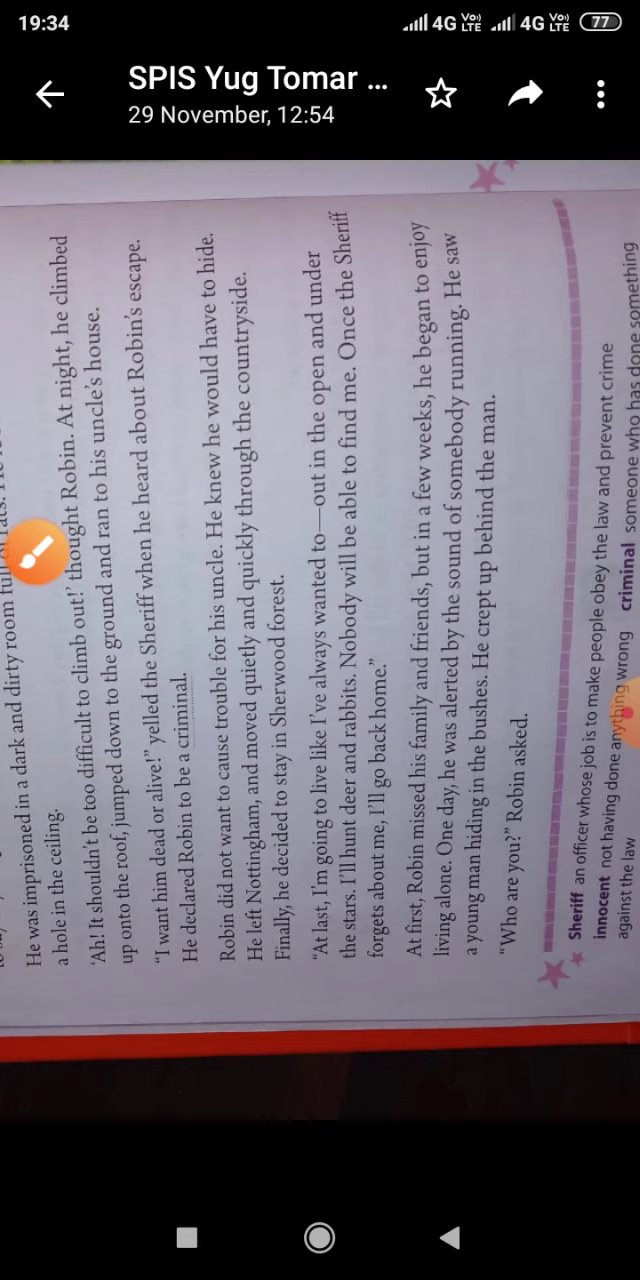 19:34
4G Vo) LTE 4G Vo) LTE 77
SPIS Yug Tomar ...
29 November, 12:54
He was imprisoned in a dark and dirty room full
a hole in the ceiling.
‘Ah! It shouldn’t be too difficult to climb out!’ thought Robin. At night, he climbed
up onto the roof, jumped down to the ground and ran to his uncle’s house.
“I want him dead or alive!” yelled the Sheriff when he heard about Robin’s escape.
He declared Robin to be a criminal.
Robin did not want to cause trouble for his uncle. He knew he would have to hide.
He left Nottingham, and moved quietly and quickly through the countryside.
Finally, he decided to stay in Sherwood forest.
“At last, I’m going to live like I’ve always wanted to—out in the open and under
the stars. I’ll hunt deer and rabbits. Nobody will be able to find me. Once the Sheriff
forgets about me, I’ll go back home.”
At first, Robin missed his family and friends, but in a few weeks, he began to enjoy
living alone. One day, he was alerted by the sound of somebody running. He saw
a young man hiding in the bushes. He crept up behind the man.
“Who are you?” Robin asked.
Sheriff an officer whose job is to make people obey the law and prevent crime
innocent not having done anything wrong criminal someone who has done something
against the law